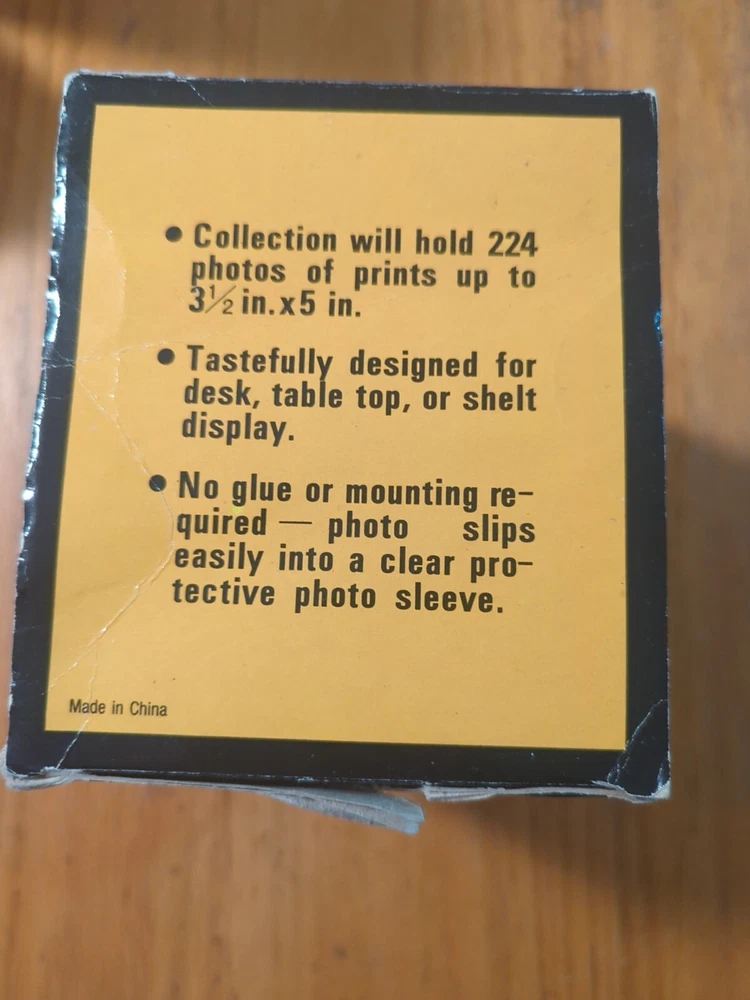 ● Collection will hold 224
photos of prints up to
3½ in.x5 in.
● Tastefully designed for
desk, table top, or shelt
display.
● No glue or mounting re-
quired — photo slips
easily into a clear pro-
tective photo sleeve.
Made in China